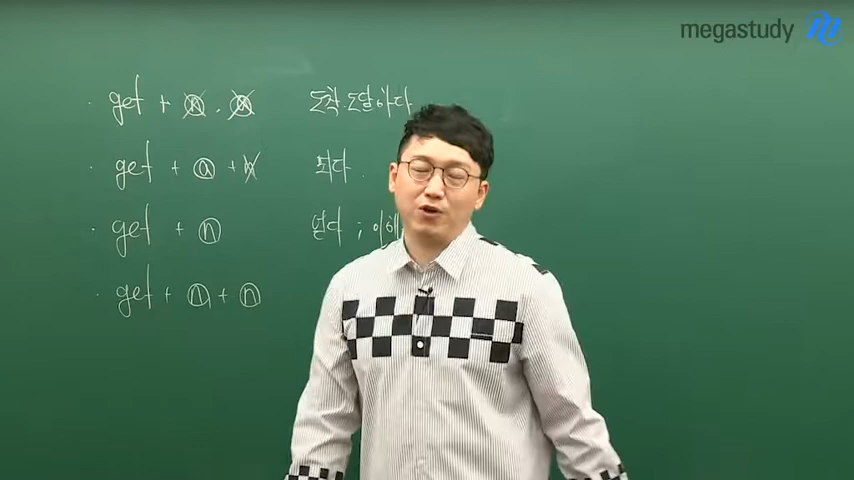 megastudy
· get + ⓝ . ⓐ 도착.도달하다
· get + ⓐ + n 되다.
· get + ⓝ 얻다 ; 이해
· get + ⓝ + ⓝ